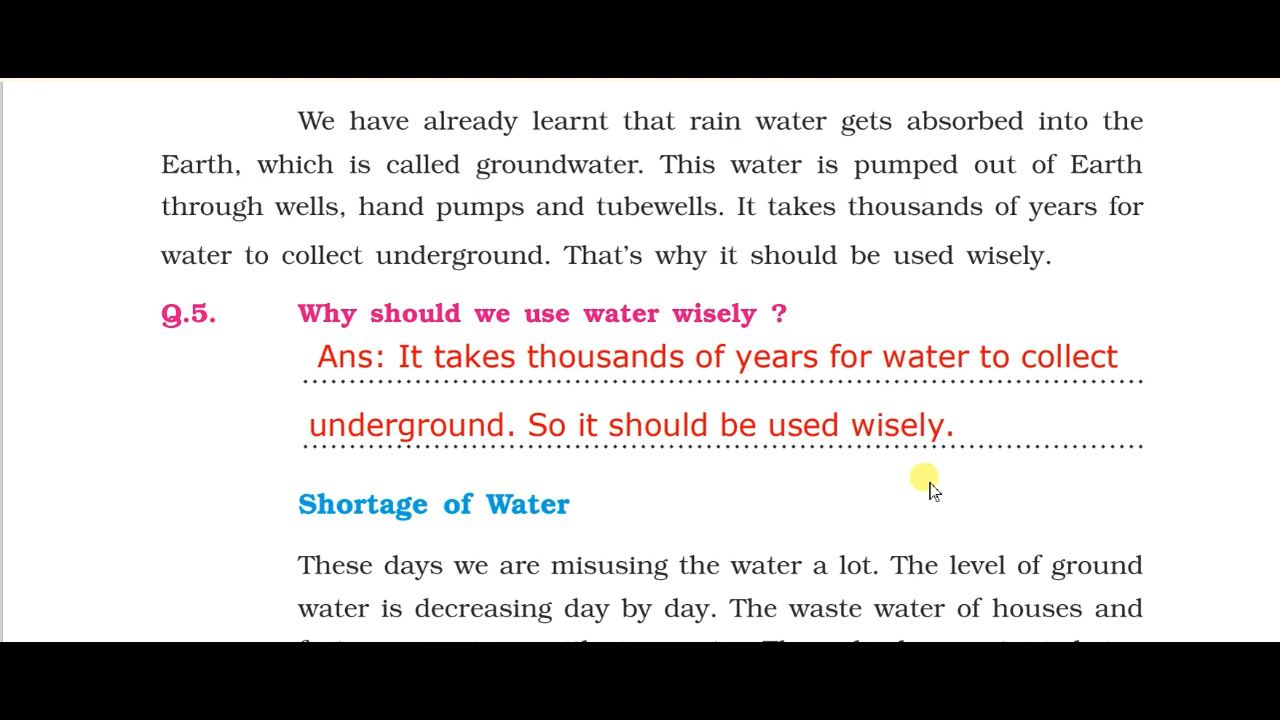 We have already learnt that rain water gets absorbed into the
Earth, which is called groundwater. This water is pumped out of Earth
through wells, hand pumps and tubewells. It takes thousands of years for
water to collect underground. That's why it should be used wisely.
Q.5. Why should we use water wisely ?
Ans: It takes thousands of years for water to collect
underground. So it should be used wisely.
Shortage of Water
These days we are misusing the water a lot. The level of ground
water is decreasing day by day. The waste water of houses and